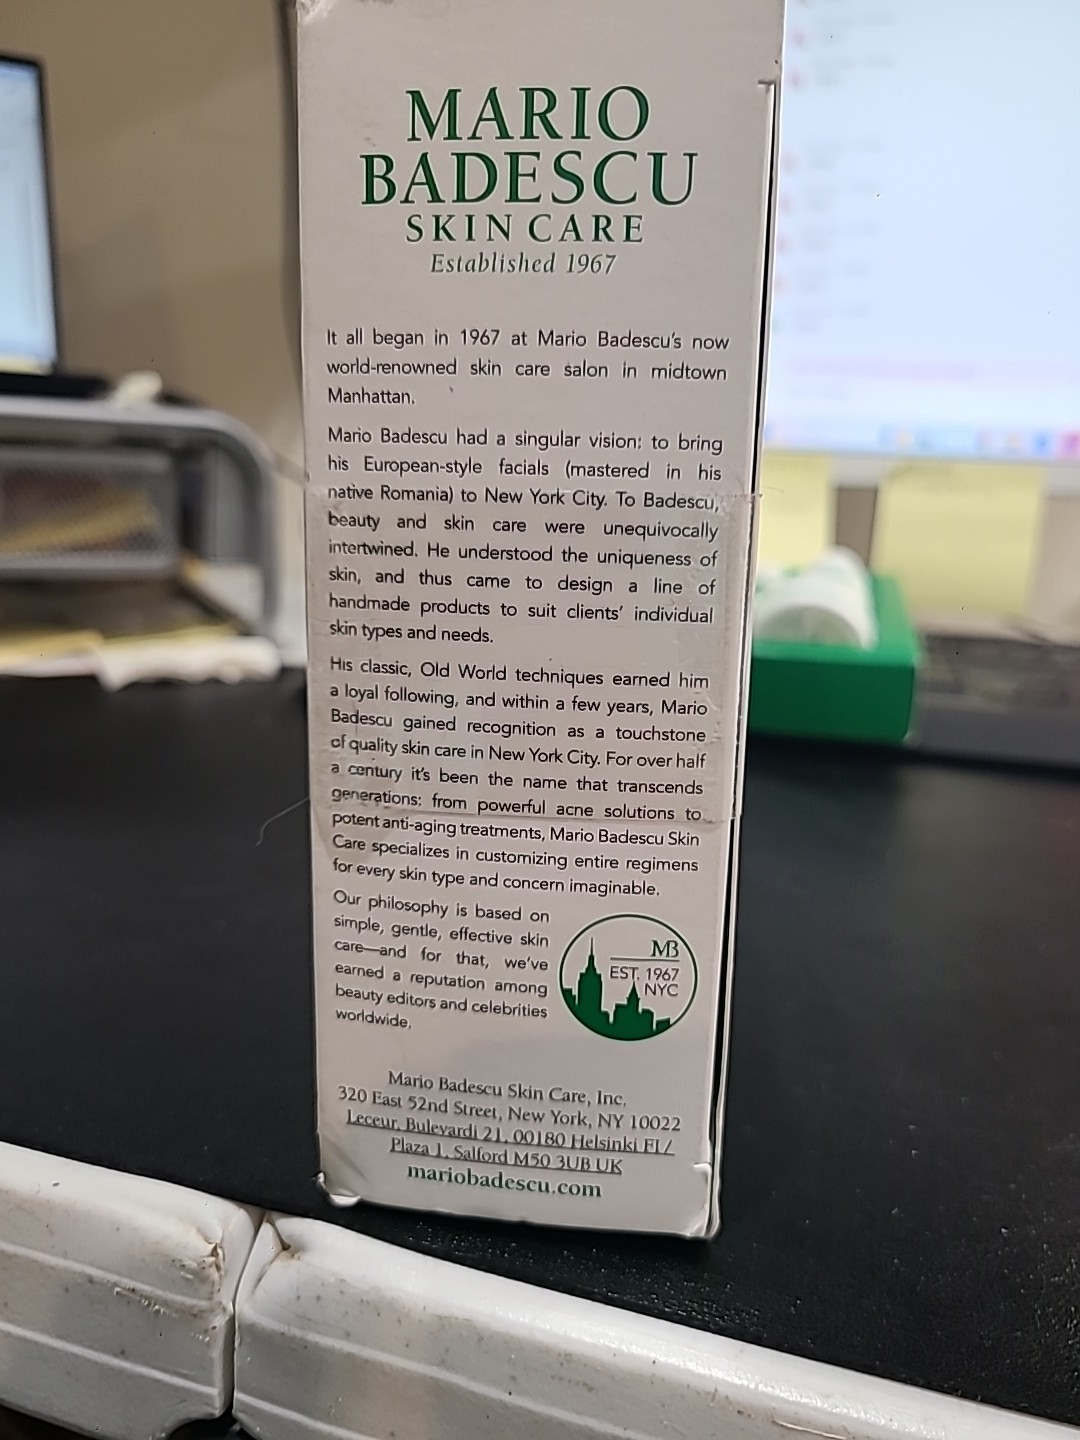 MARIO
BADESCU
SKIN CARE
Established 1967
It all began in 1967 at Mario Badescu's now
world-renowned skin care salon in midtown
Manhattan.
Mario Badescu had a singular vision: to bring
his European-style facials (mastered in his
native Romania) to New York City. To Badescu,
beauty and skin care were unequivocally
intertwined. He understood the uniqueness of
skin, and thus came to design a line of
handmade products to suit clients' individual
skin types and needs.
His classic, Old World techniques earned him
a loyal following, and within a few years, Mario
Badescu gained recognition as a touchstone
of quality skin care in New York City. For over half
a century it's been the name that transcends
generations: from powerful acne solutions to
potent anti-aging treatments, Mario Badescu Skin
Care specializes in customizing entire regimens
for every skin type and concern imaginable.
Our philosophy is based on
simple, gentle, effective skin
care—and for that, we've
earned a reputation among
beauty editors and celebrities
worldwide.
MB
EST. 1967
NYC
Mario Badescu Skin Care, Inc.
320 East 52nd Street, New York, NY 10022
Leceur, Bulevardi 21, 00180 Helsinki FI /
Plaza 1, Salford M50 3UB UK
mariobadescu.com